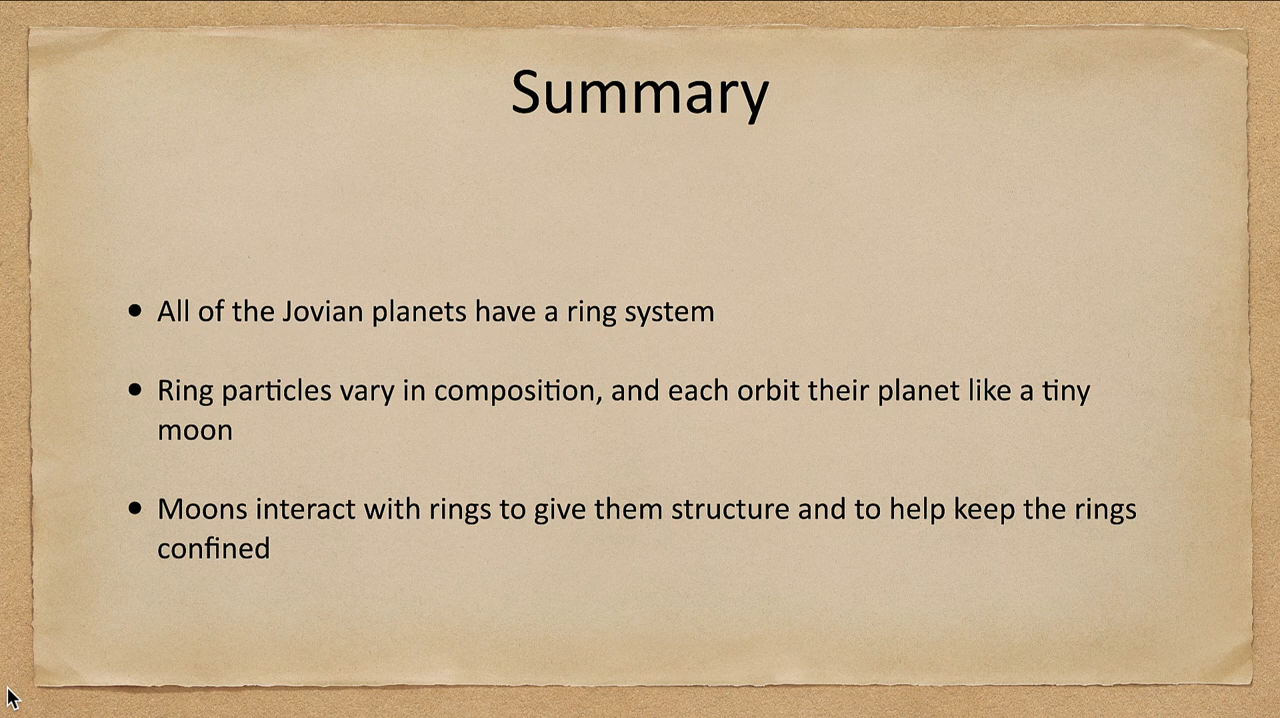 Summary
• All of the Jovian planets have a ring system
• Ring particles vary in composition, and each orbit their planet like a tiny
moon
• Moons interact with rings to give them structure and to help keep the rings
confined